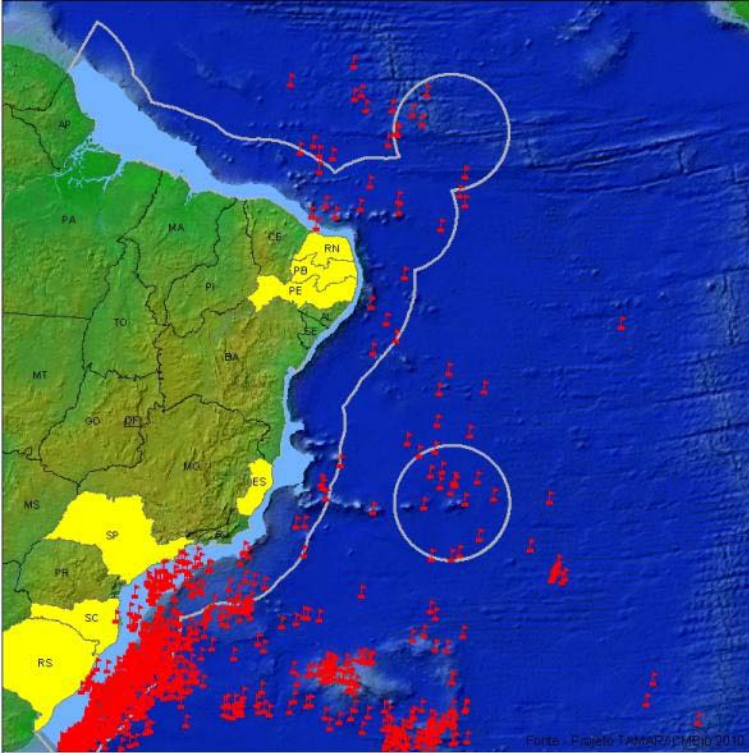 AP
PA
MA
CE
RN
PB
PI
PE
AL
SE
TO
BA
MT
GO
DF
MG
MS
ES
SP
PR
SC
RS
Fonte - Projeto TAMAR/ICMBio 2010